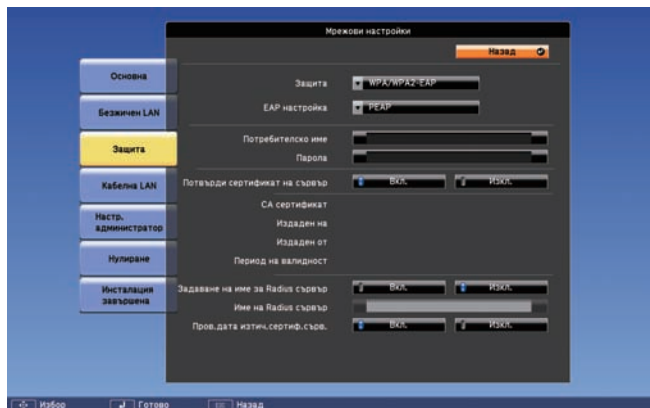 Мрежови настройки
Назад
Основна
Безжичен LAN
Защита
Кабелна LAN
Настр. администратор
Нулиране
Инсталация завършена
Защита WPA/WPA2-EAP
EAP настройка PEAP
Потребителско име
Парола
Потвърди сертификат на сървър Вкл. Изкл.
CA сертификат
Издаден на
Издаден от
Период на валидност
Задаване на име за Radius сървър Вкл. Изкл.
Име на Radius сървър
Пров.дата изтич.сертиф.сърв. Вкл. Изкл.
Избор Готово Esc Назад